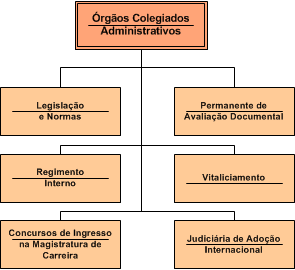 Órgãos Colegiados
Administrativos
Legislação
e Normas
Permanente de
Avaliação Documental
Regimento
Interno
Vitaliciamento
Concursos de Ingresso
na Magistratura de
Carreira
Judiciária de Adoção
Internacional